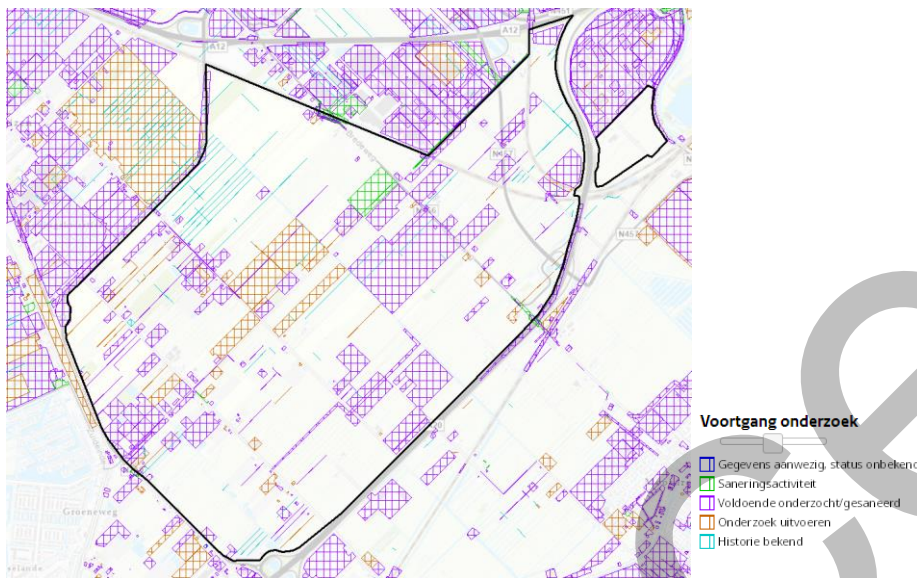 A12
A12
N457
N457
Groeneweg
Voortgang onderzoek
Gegevens aanwezig, status onbekend
Saneringsactiviteit
Voldoende onderzocht/gesaneerd
Onderzoek uitvoeren
Historie bekend